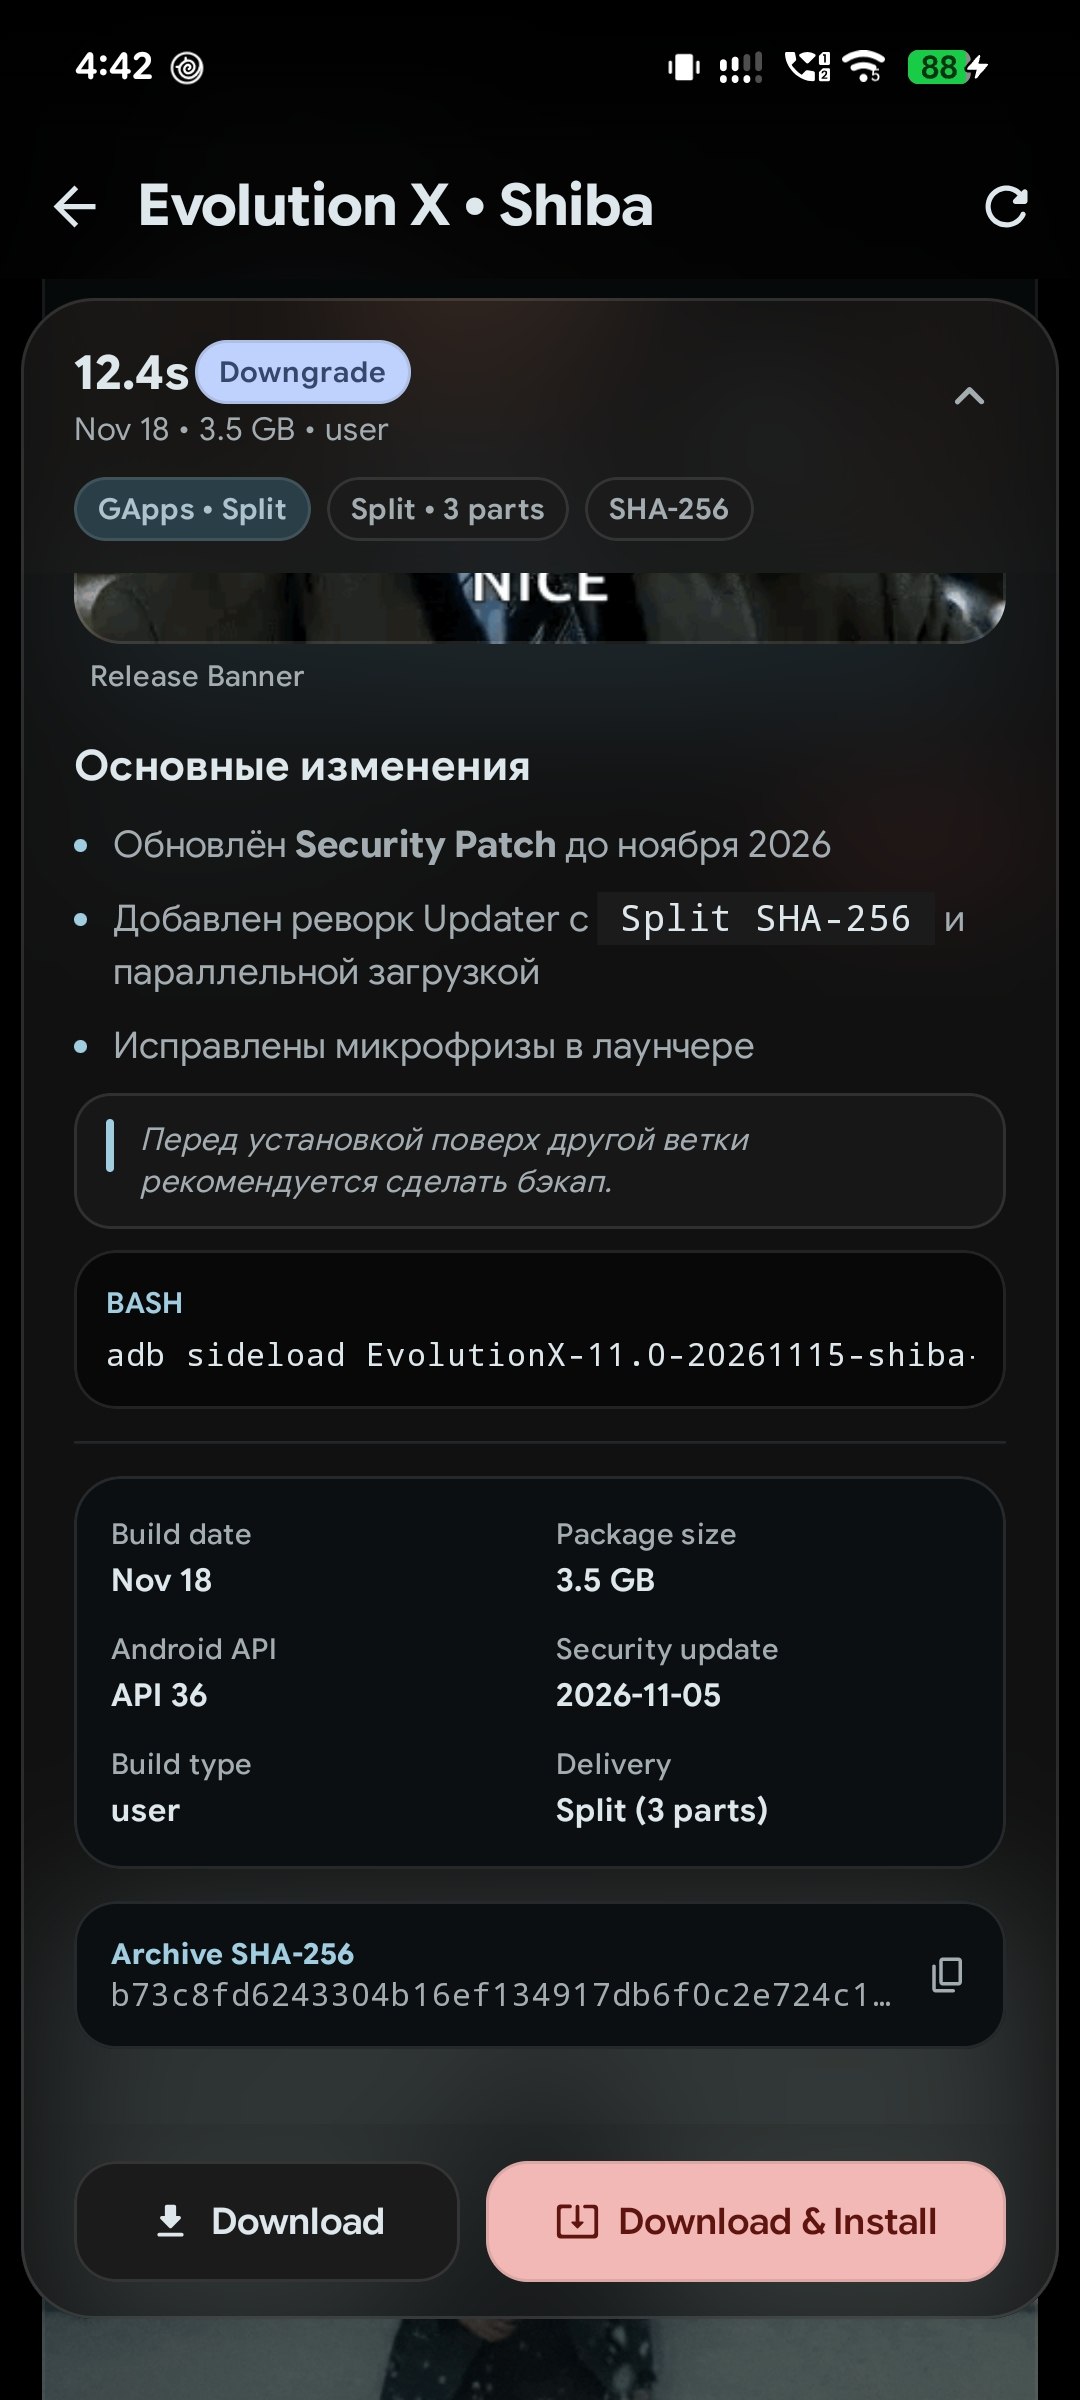 4:42
88
Evolution X • Shiba
12.4s Downgrade
Nov 18 • 3.5 GB • user
GApps • Split
Split • 3 parts
SHA-256
NICE
Release Banner
Основные изменения
• Обновлён Security Patch до ноября 2026
• Добавлен реворк Updater с Split SHA-256 и
параллельной загрузкой
• Исправлены микрофризы в лаунчере
Перед установкой поверх другой ветки
рекомендуется сделать бэкап.
BASH
adb sideload EvolutionX-11.0-20261115-shiba-
Build date
Nov 18
Package size
3.5 GB
Android API
API 36
Security update
2026-11-05
Build type
user
Delivery
Split (3 parts)
Archive SHA-256
b73c8fd6243304b16ef134917db6f0c2e724c1…
Download
Download & Install